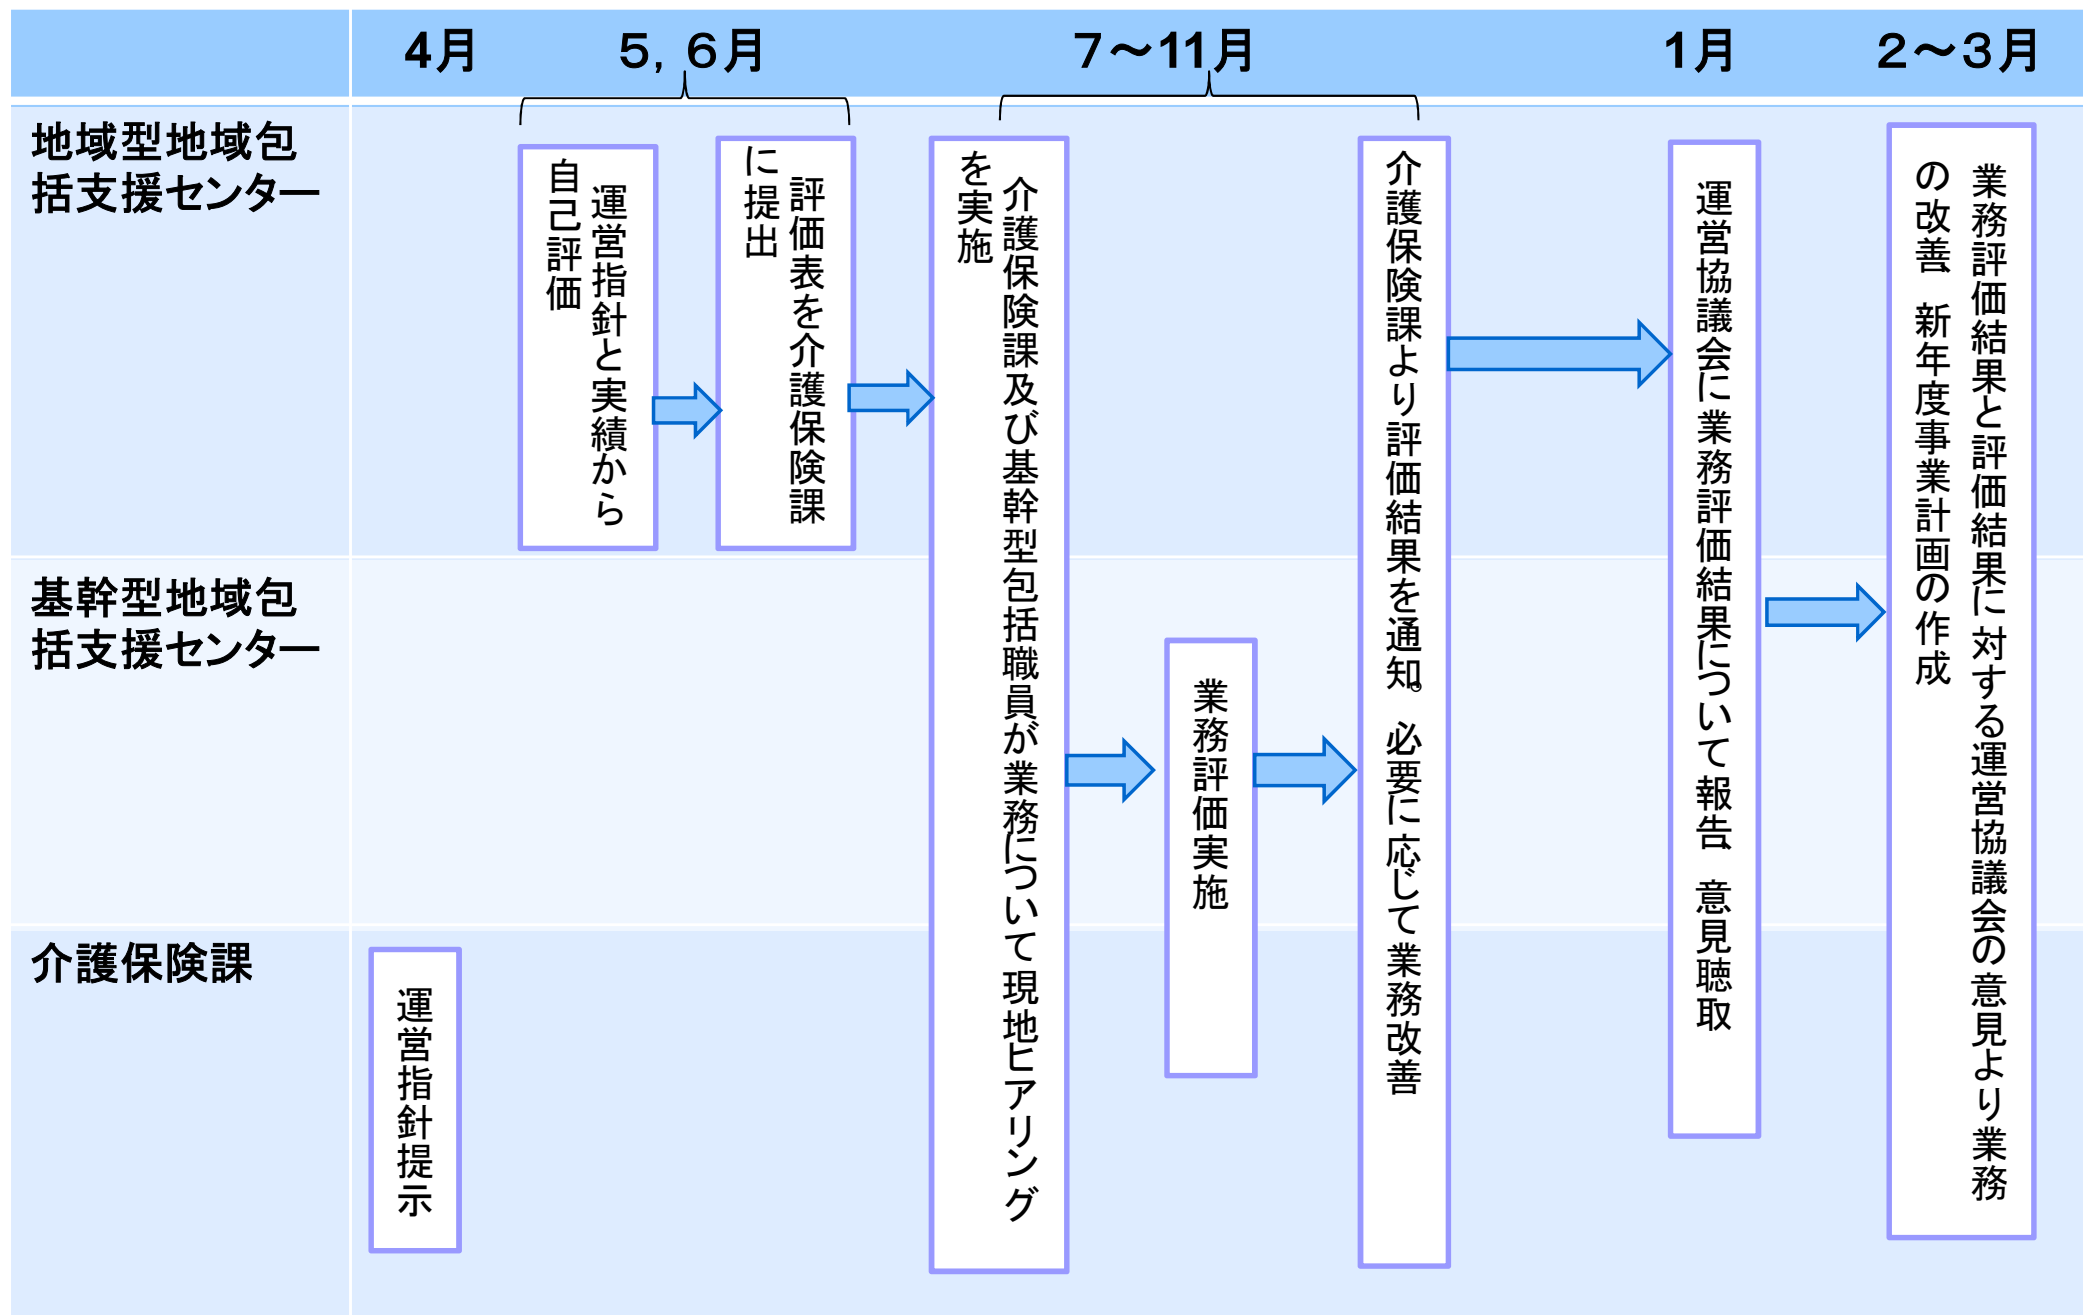 4月
５，６月
７～11月
1月
２～３月
地域型地域包
括支援センター
運営指針と実績から
自己評価
評価表を介護保険課
に提出
介護保険課及び基幹型包括職員が業務について現地ヒアリング
を実施
介護保険課より評価結果を通知。必要に応じて業務改善
運営協議会に業務評価結果について報告、意見聴取
業務評価結果と評価結果に対する運営協議会の意見より業務
の改善、新年度事業計画の作成
基幹型地域包
括支援センター
業務評価実施
介護保険課
運営指針提示